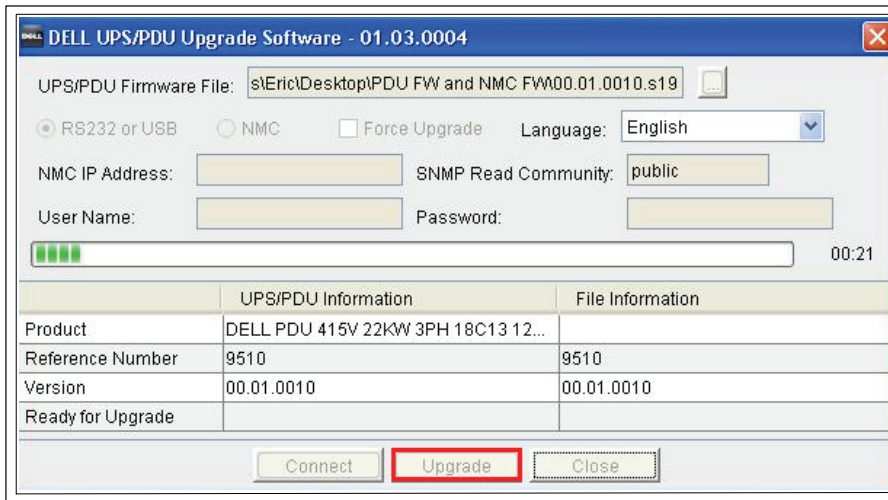 DELL DELL UPS/PDU Upgrade Software - 01.03.0004
UPS/PDU Firmware File: s\Eric\Desktop\PDU FW and NMC FW\00.01.0010.s19 ...
RS232 or USB NMC Force Upgrade Language: English
NMC IP Address: SNMP Read Community: public
User Name: Password:
00:21
UPS/PDU Information File Information
Product DELL PDU 415V 22KW 3PH 18C13 12...
Reference Number 9510 9510
Version 00.01.0010 00.01.0010
Ready for Upgrade
Connect Upgrade Close